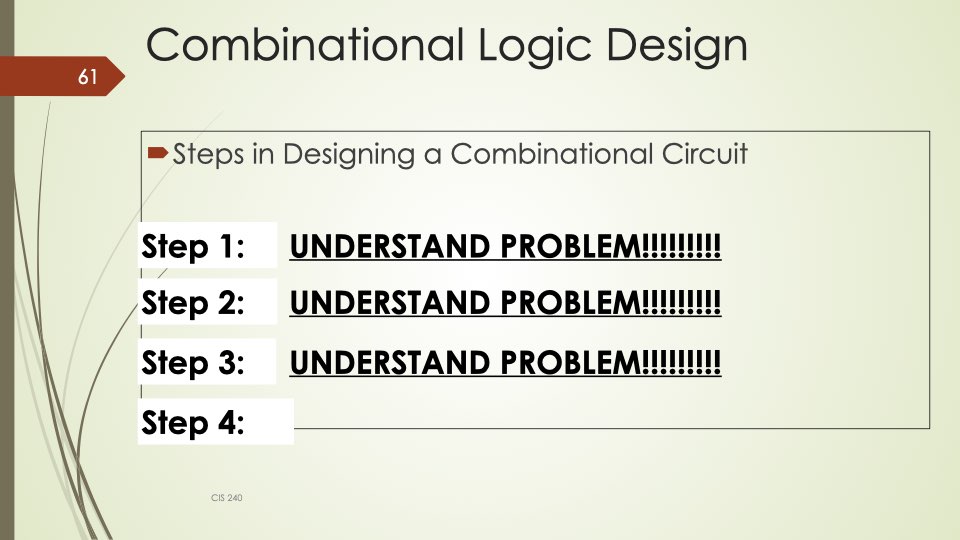 Combinational Logic Design
61
Steps in Designing a Combinational Circuit
Step 1: UNDERSTAND PROBLEM!!!!!!!!!
Step 2: UNDERSTAND PROBLEM!!!!!!!!!
Step 3: UNDERSTAND PROBLEM!!!!!!!!!
Step 4:
CIS 240